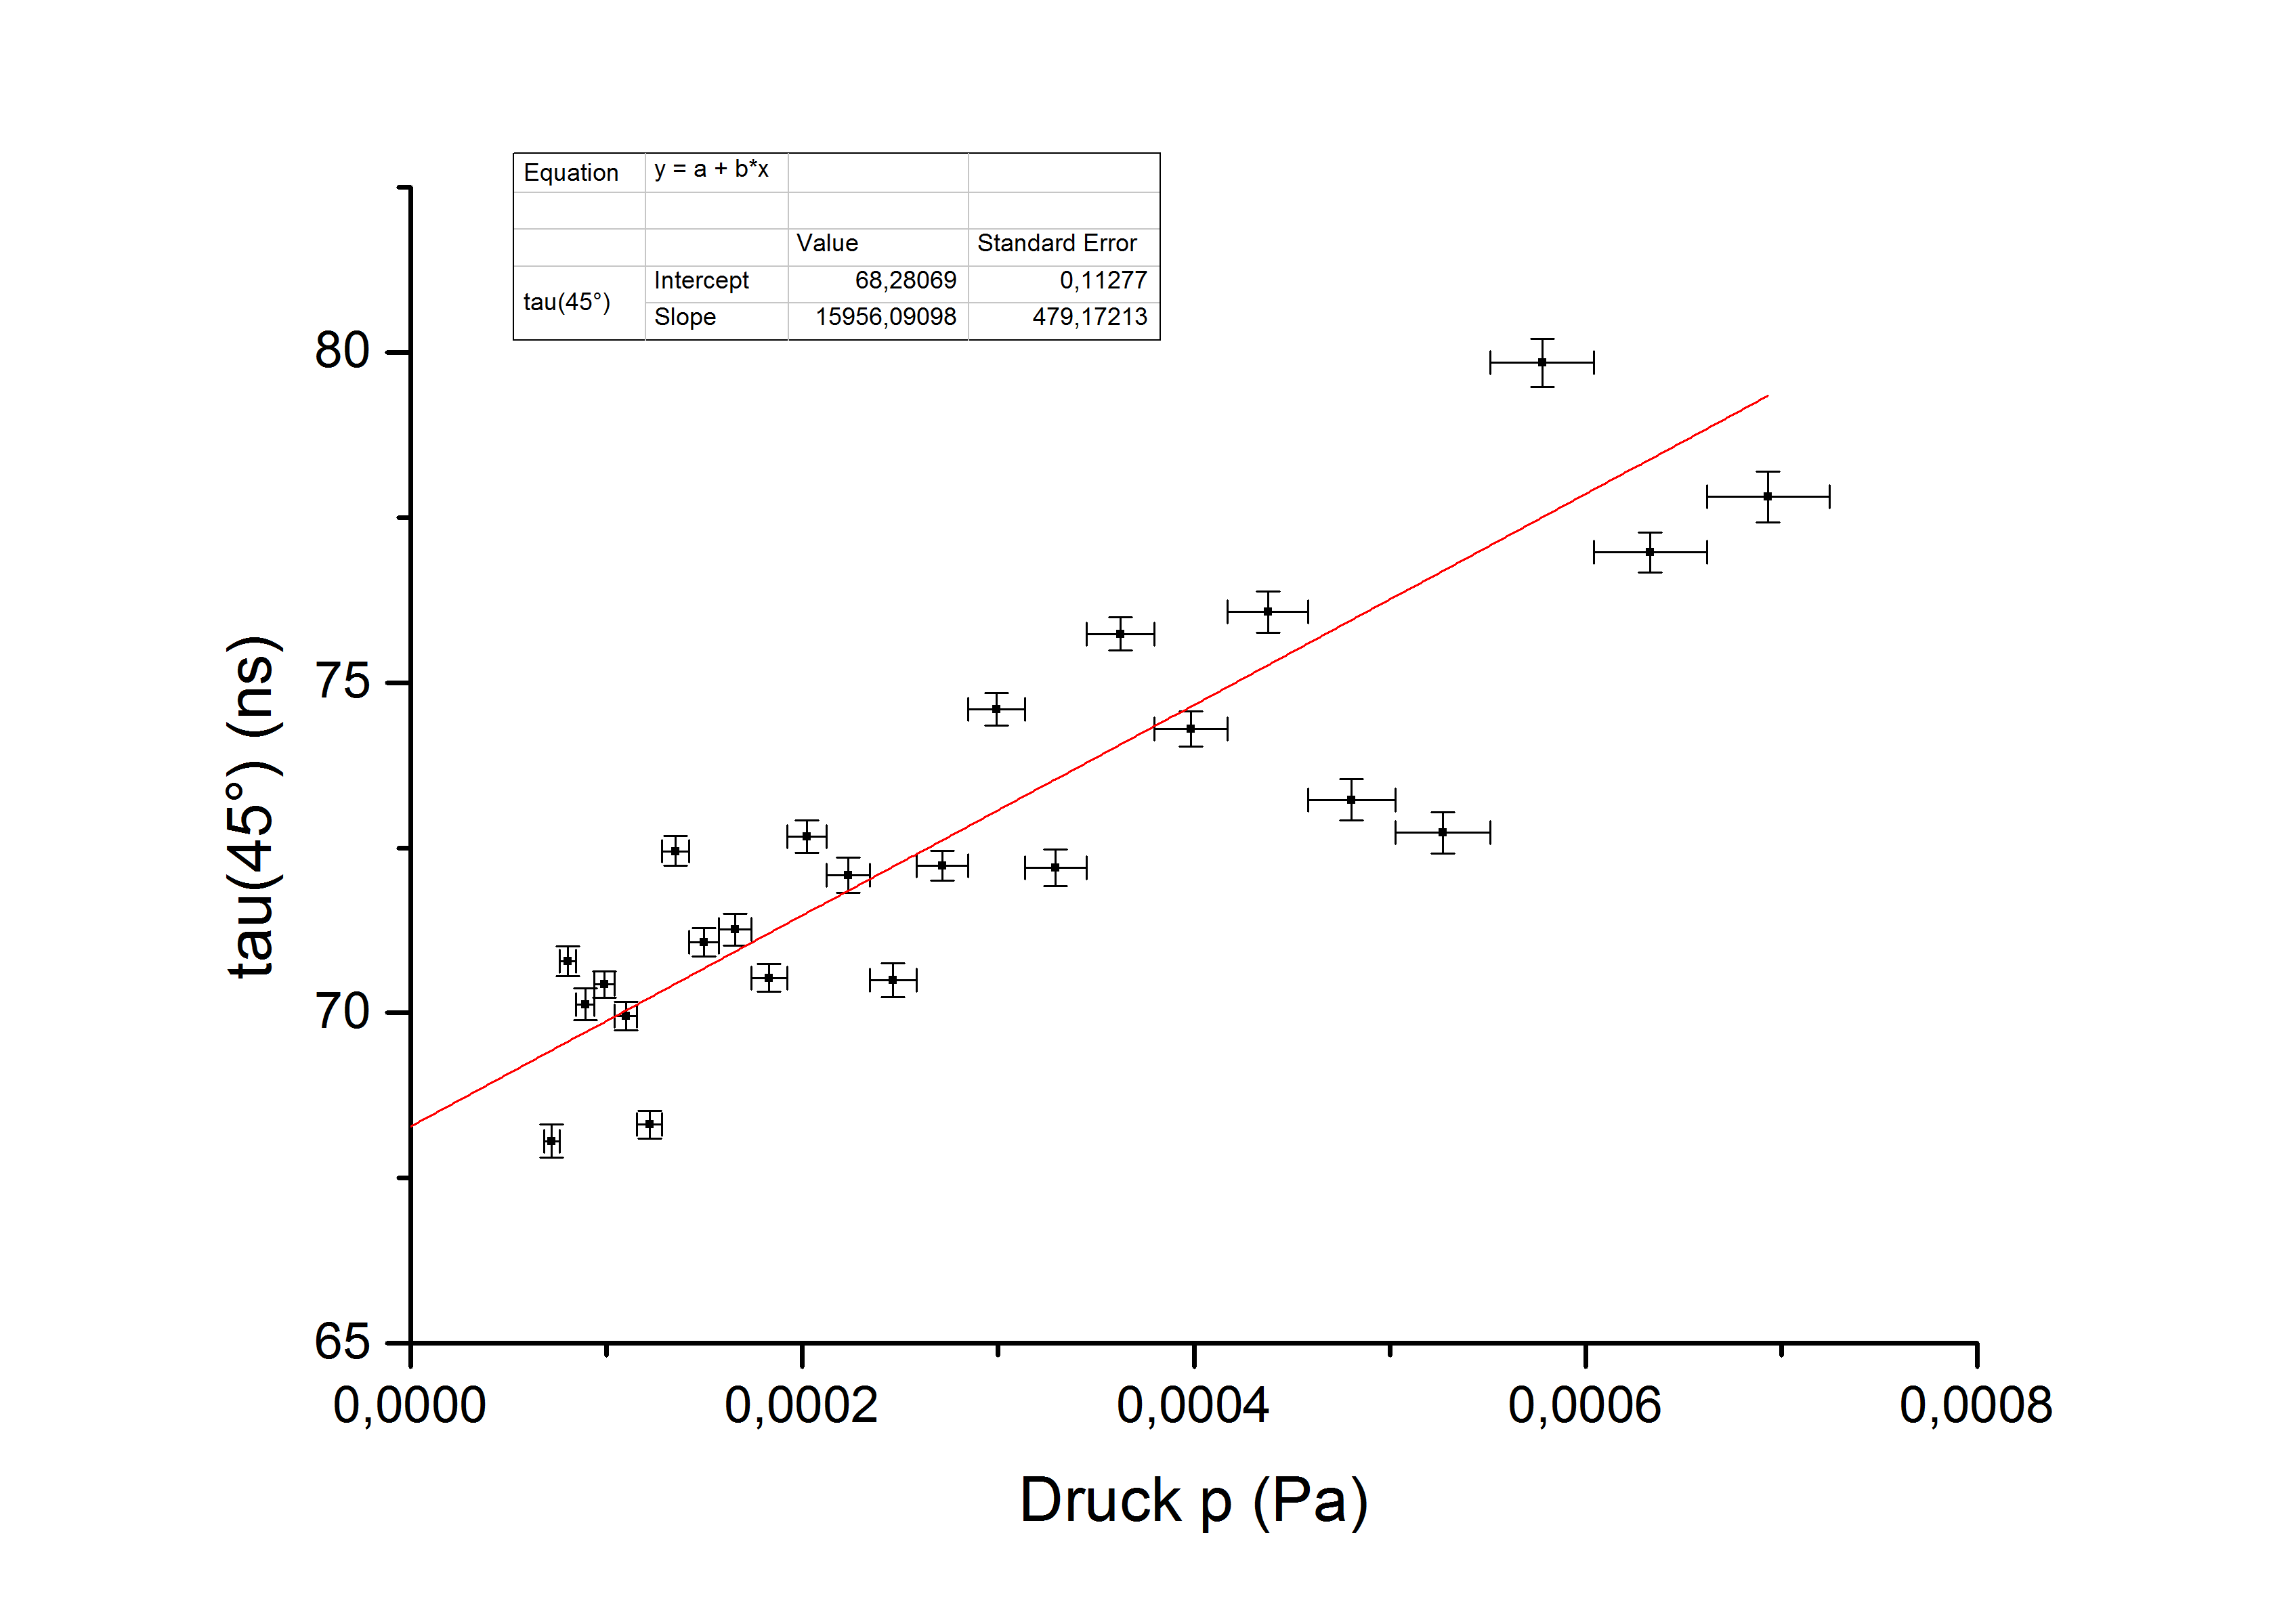 Equation y = a + b*x
Value Standard Error
tau(45°) Intercept 68,28069 0,11277
Slope 15956,09098 479,17213
80
75
70
65
tau(45°) (ns)
0,0000 0,0002 0,0004 0,0006 0,0008
Druck p (Pa)